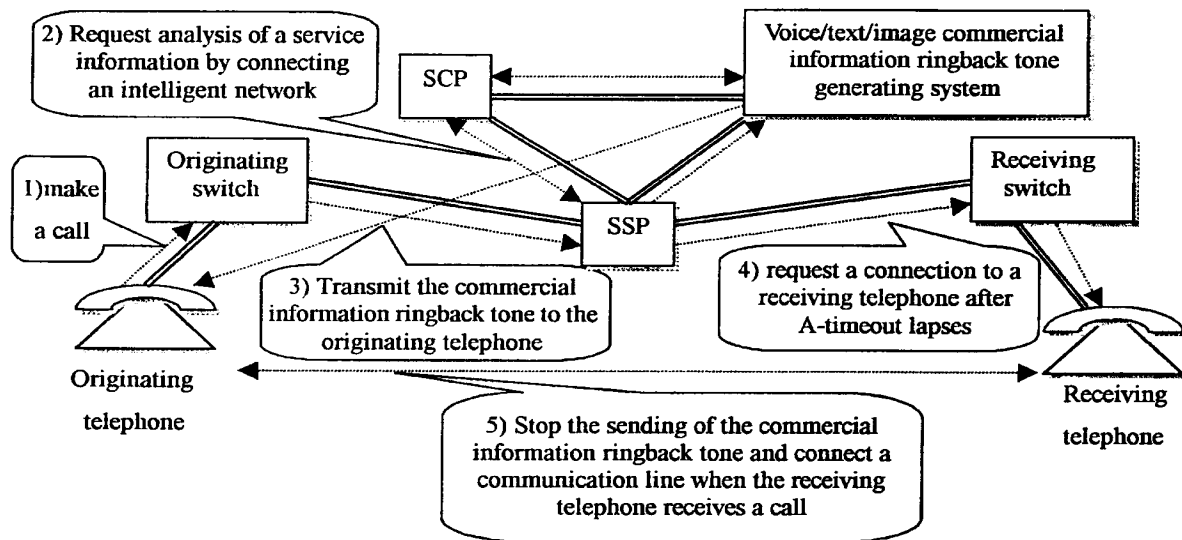 2) Request analysis of a service
information by connecting
an intelligent network
SCP
Voice/text/image commercial
information ringback tone
generating system
1)make
a call
Originating
switch
SSP
Receiving
switch
3) Transmit the commercial
information ringback tone to the
originating telephone
4) request a connection to a
receiving telephone after
A-timeout lapses
Originating
telephone
Receiving
telephone
5) Stop the sending of the commercial
information ringback tone and connect a
communication line when the receiving
telephone receives a call